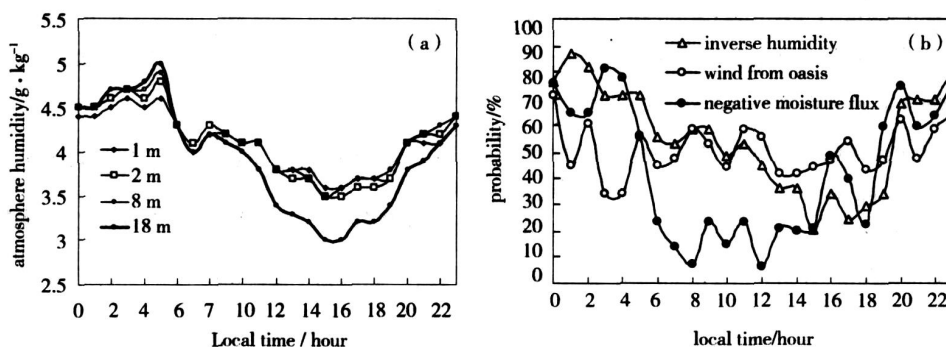 5.5
5
4.5
4
3.5
3
2.5
atmosphere humidity/g · kg⁻¹
( a )
1 m
2 m
8 m
18 m
0 2 4 6 8 10 12 14 16 18 20 22
Local time / hour
100
90
80
70
60
50
40
30
20
10
0
probability/%
( b )
inverse humidity
wind from oasis
negative moisture flux
0 2 4 6 8 10 12 14 16 18 20 22
local time/hour